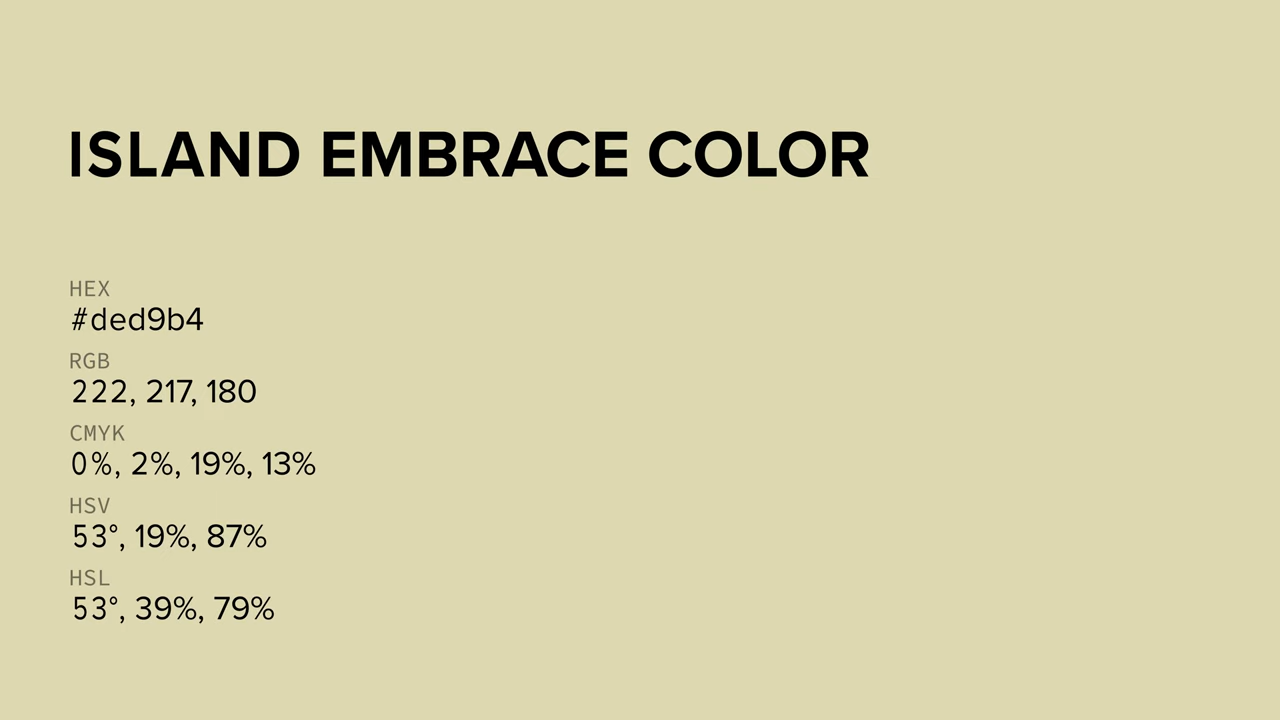 ISLAND EMBRACE COLOR
HEX
#ded9b4
RGB
222, 217, 180
CMYK
0%, 2%, 19%, 13%
HSV
53°, 19%, 87%
HSL
53°, 39%, 79%